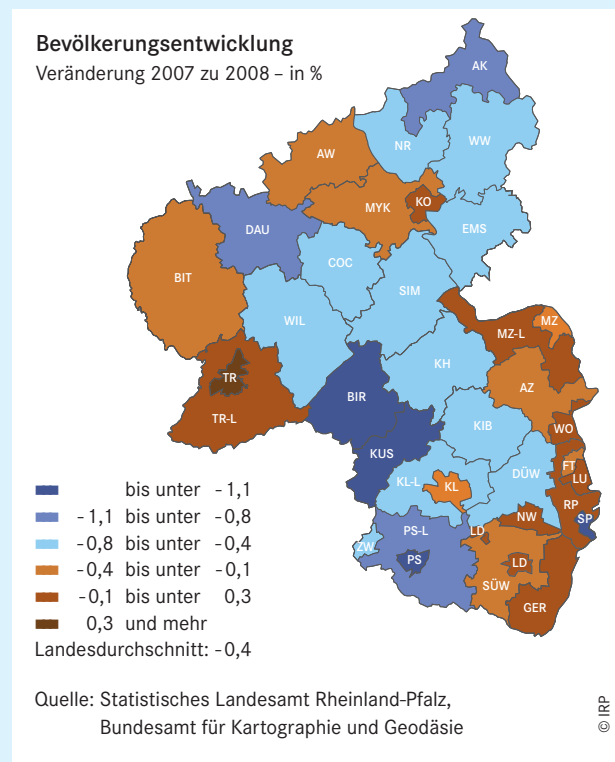 Bevölkerungsentwicklung
Veränderung 2007 zu 2008 – in %
AK
NR
WW
AW
KO
MYK
EMS
DAU
COC
BIT
SIM
WIL
MZ
MZ-L
KH
TR
AZ
BIR
TR-L
KIB
WO
KUS
FT
KL-L
KL
DÜW
LU
RP
NW
SP
PS-L
LD
ZW
PS
LD
SÜW
GER
bis unter -1,1
-1,1 bis unter -0,8
-0,8 bis unter -0,4
-0,4 bis unter -0,1
-0,1 bis unter 0,3
0,3 und mehr
Landesdurchschnitt: -0,4
Quelle: Statistisches Landesamt Rheinland-Pfalz,
Bundesamt für Kartographie und Geodäsie
© IRP